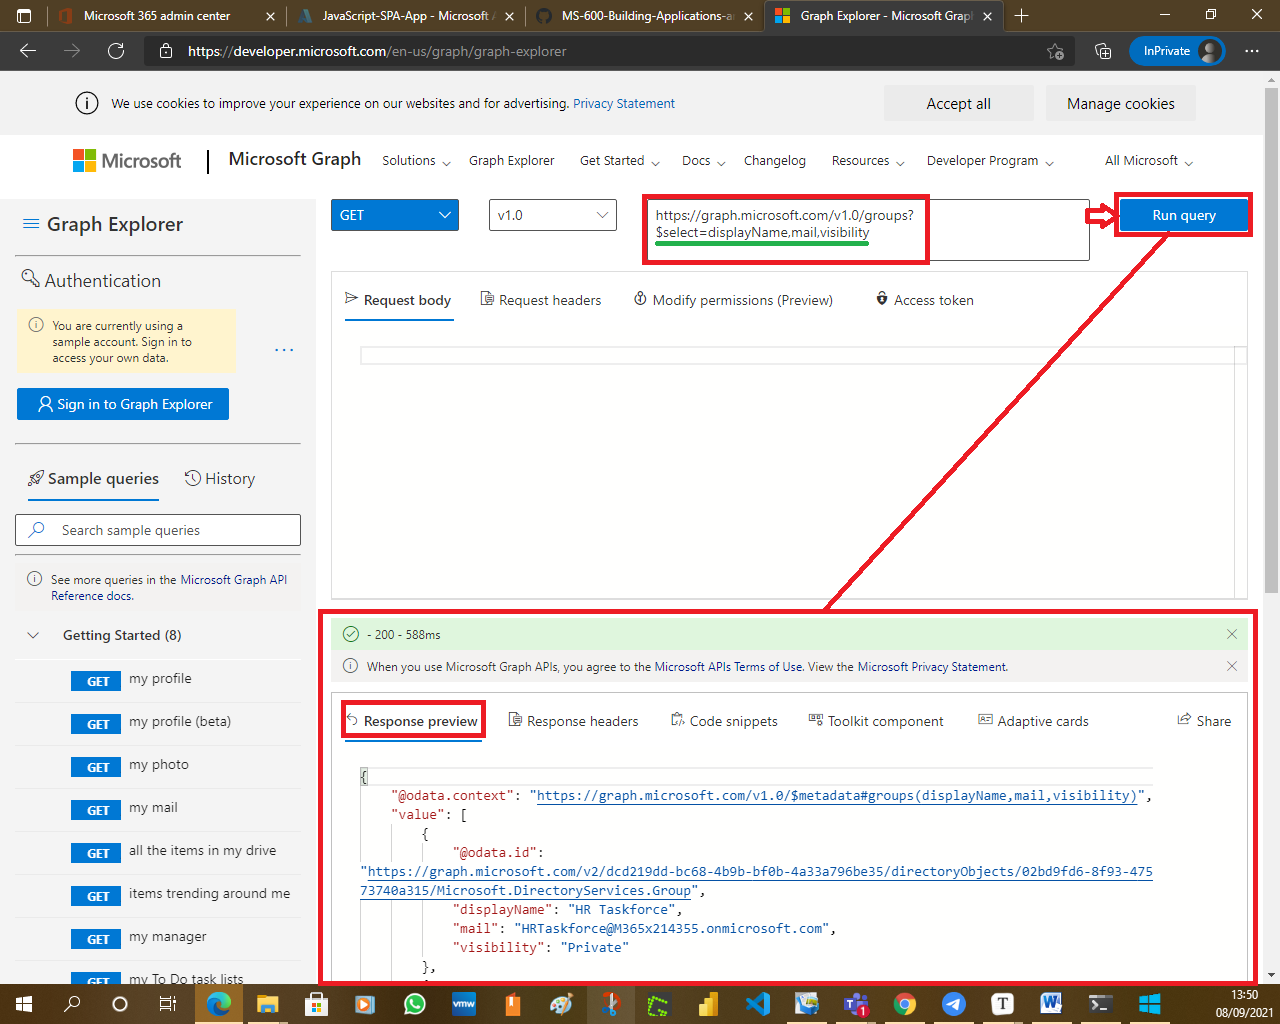 Microsoft 365 admin center
JavaScript-SPA-App - Microsoft A
MS-600-Building-Applications-a
Graph Explorer - Microsoft Graph
https://developer.microsoft.com/en-us/graph/graph-explorer
InPrivate
We use cookies to improve your experience on our websites and for advertising. Privacy Statement
Accept all
Manage cookies
Microsoft
Microsoft Graph
Solutions
Graph Explorer
Get Started
Docs
Changelog
Resources
Developer Program
All Microsoft
Graph Explorer
GET
v1.0
https://graph.microsoft.com/v1.0/groups?
$select=displayName,mail,visibility
Run query
Authentication
You are currently using a
sample account. Sign in to
access your own data.
...
Sign in to Graph Explorer
Request body
Request headers
Modify permissions (Preview)
Access token
Sample queries
History
Search sample queries
See more queries in the Microsoft Graph API
Reference docs.
Getting Started (8)
GET my profile
GET my profile (beta)
GET my photo
GET my mail
GET all the items in my drive
GET items trending around me
GET my manager
GET my To Do task lists
- 200 - 588ms
When you use Microsoft Graph APIs, you agree to the Microsoft APIs Terms of Use. View the Microsoft Privacy Statement.
Response preview
Response headers
Code snippets
Toolkit component
Adaptive cards
Share
{
"@odata.context": "https://graph.microsoft.com/v1.0/$metadata#groups(displayName,mail,visibility)",
"value": [
{
"@odata.id":
"https://graph.microsoft.com/v2/dcd219dd-bc68-4b9b-bf0b-4a33a796be35/directoryObjects/02bd9fd6-8f93-475
73740a315/Microsoft.DirectoryServices.Group",
"displayName": "HR Taskforce",
"mail": "HRTaskforce@M365x214355.onmicrosoft.com",
"visibility": "Private"
},
vmw
1
T
W
13:50
08/09/2021